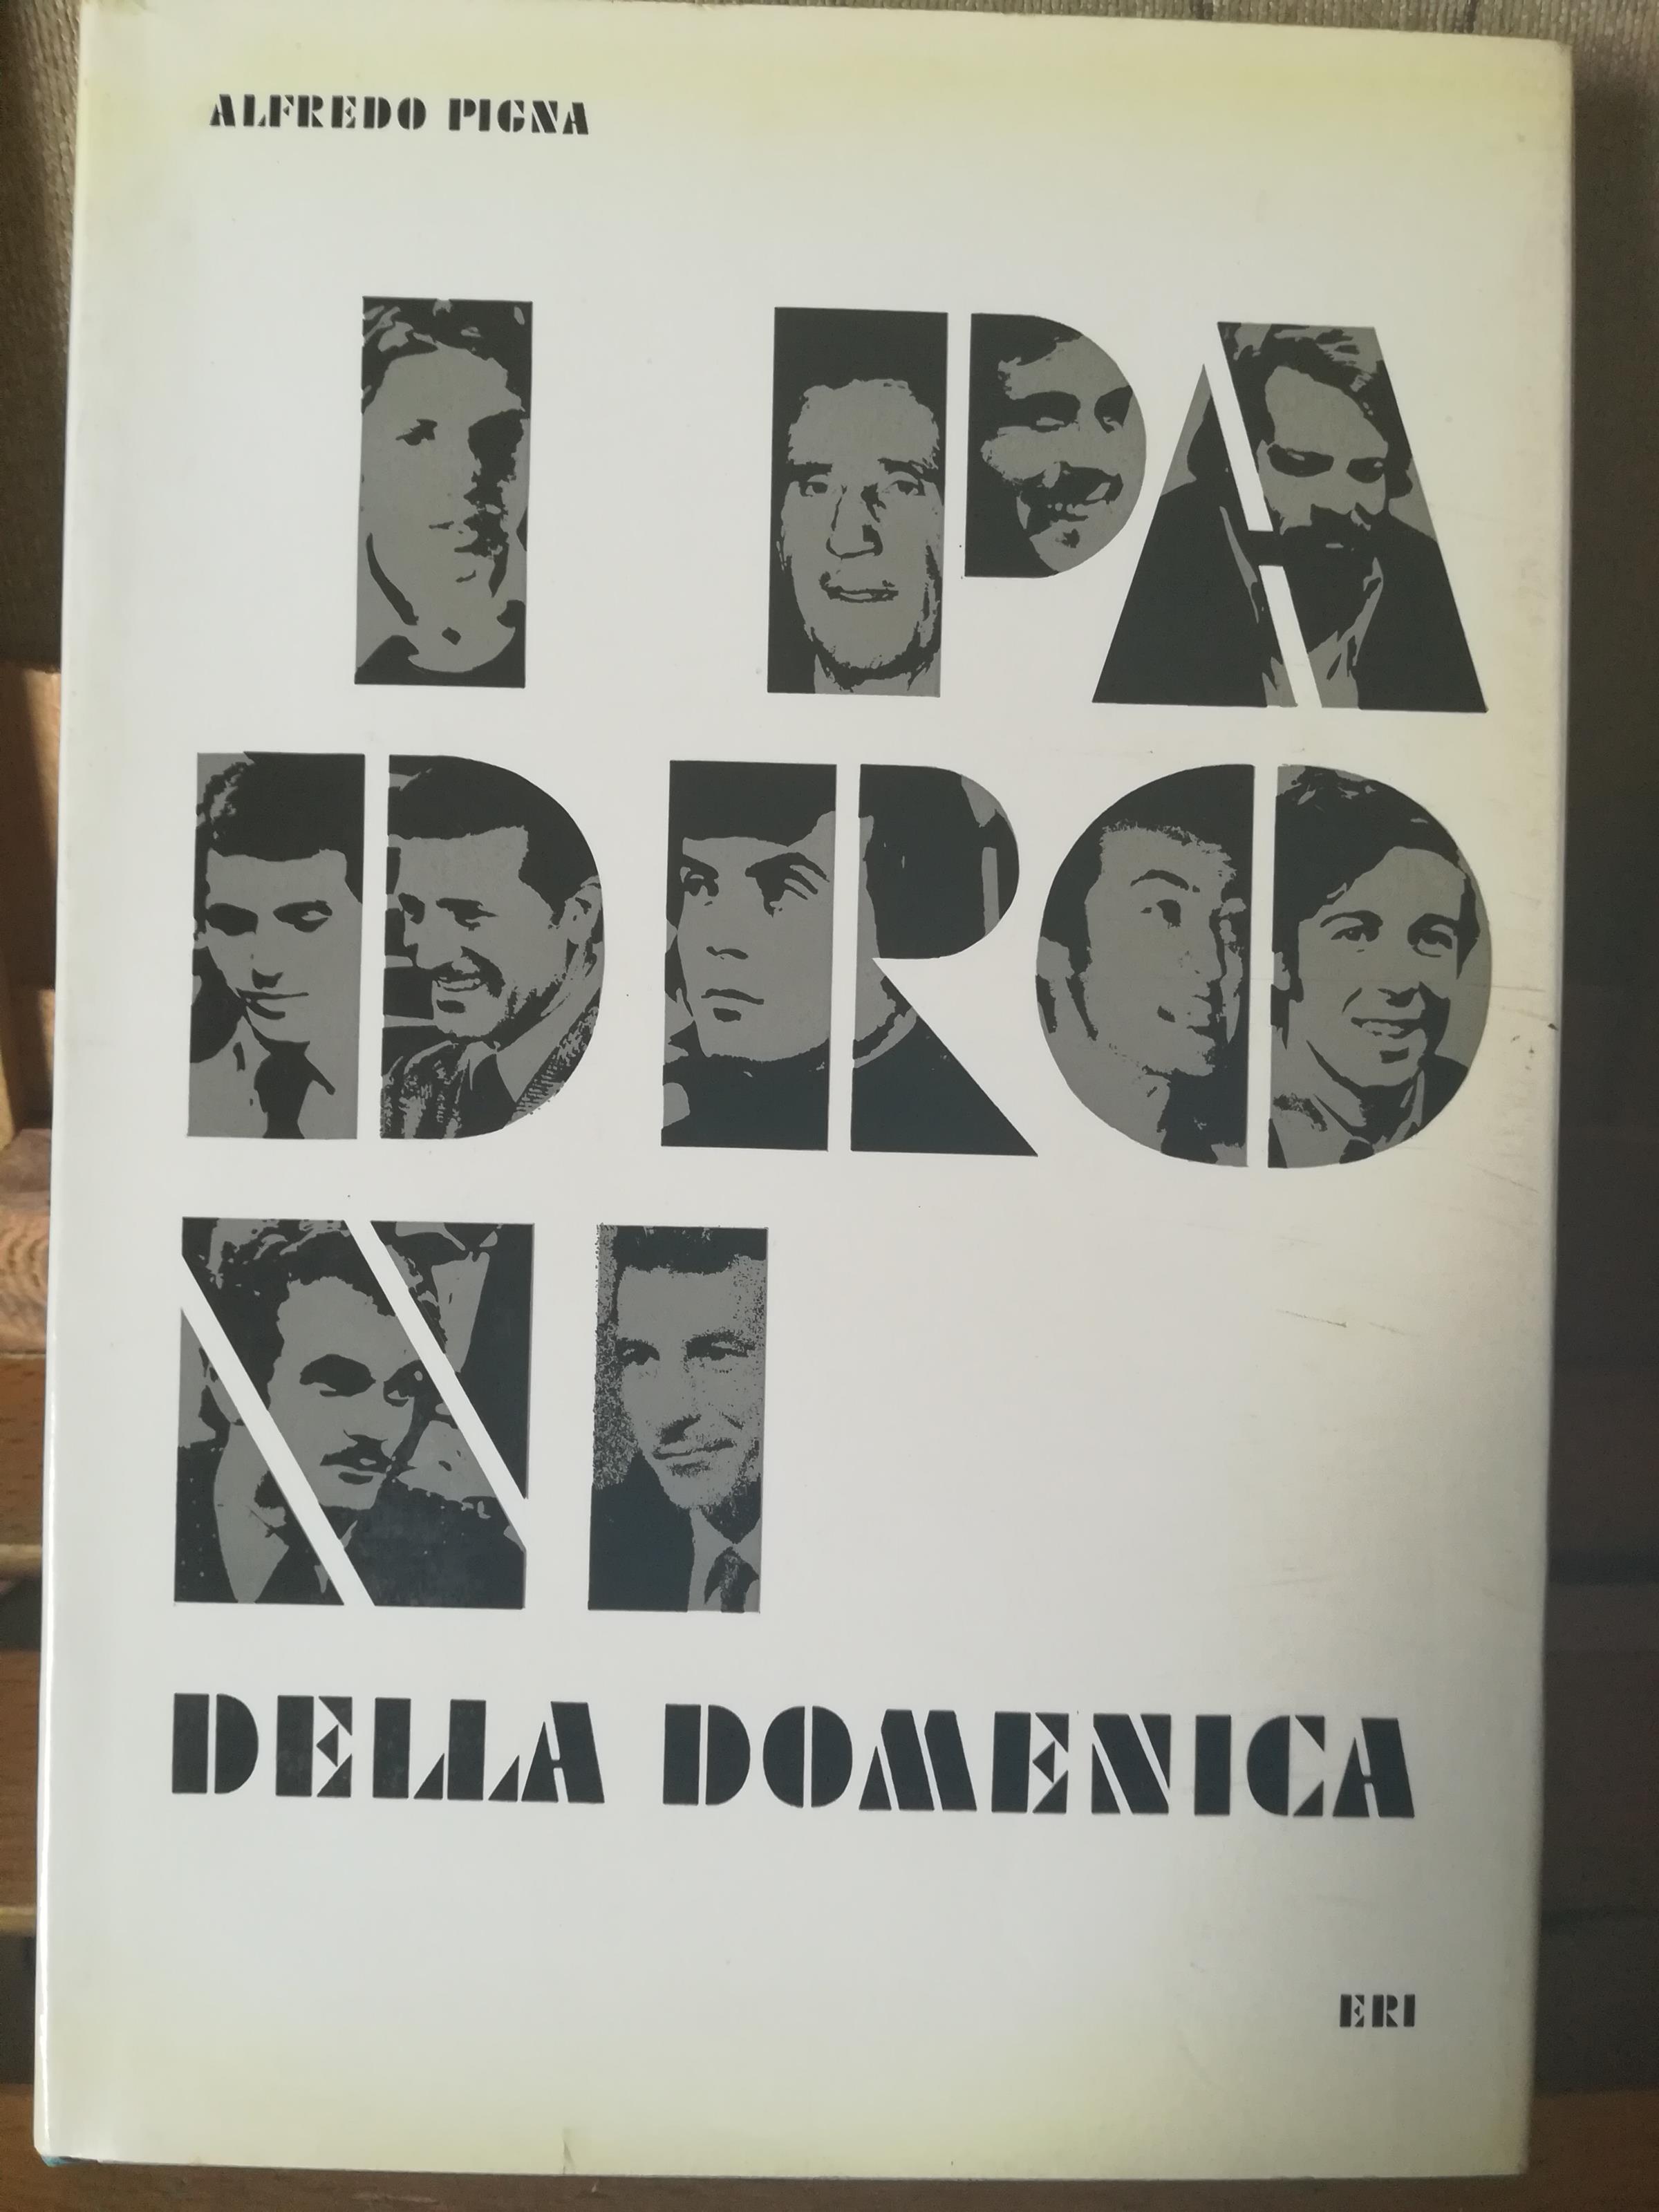 ALFREDO PIGNA
I PA
DRO
NI
DELLA DOMENICA
ERI